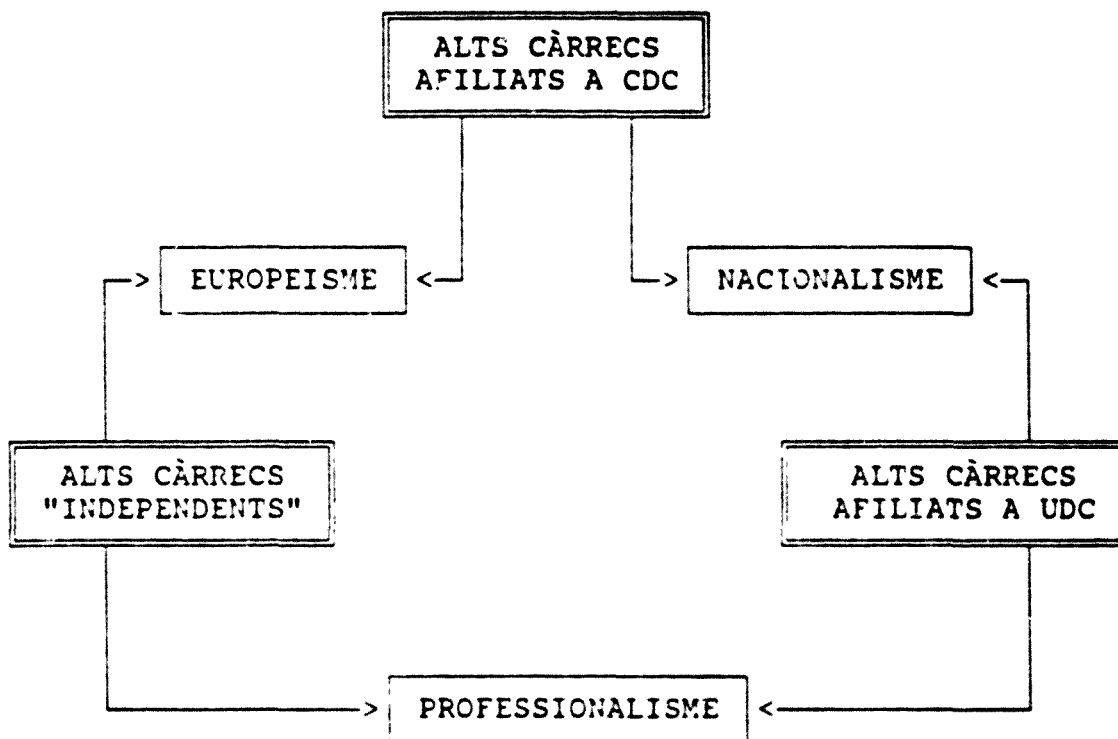 ALTS CÀRRECS
AFILIATS A CDC
EUROPEISME
NACIONALISME
ALTS CÀRRECS
"INDEPENDENTS"
ALTS CÀRRECS
AFILIATS A UDC
PROFESSIONALISME